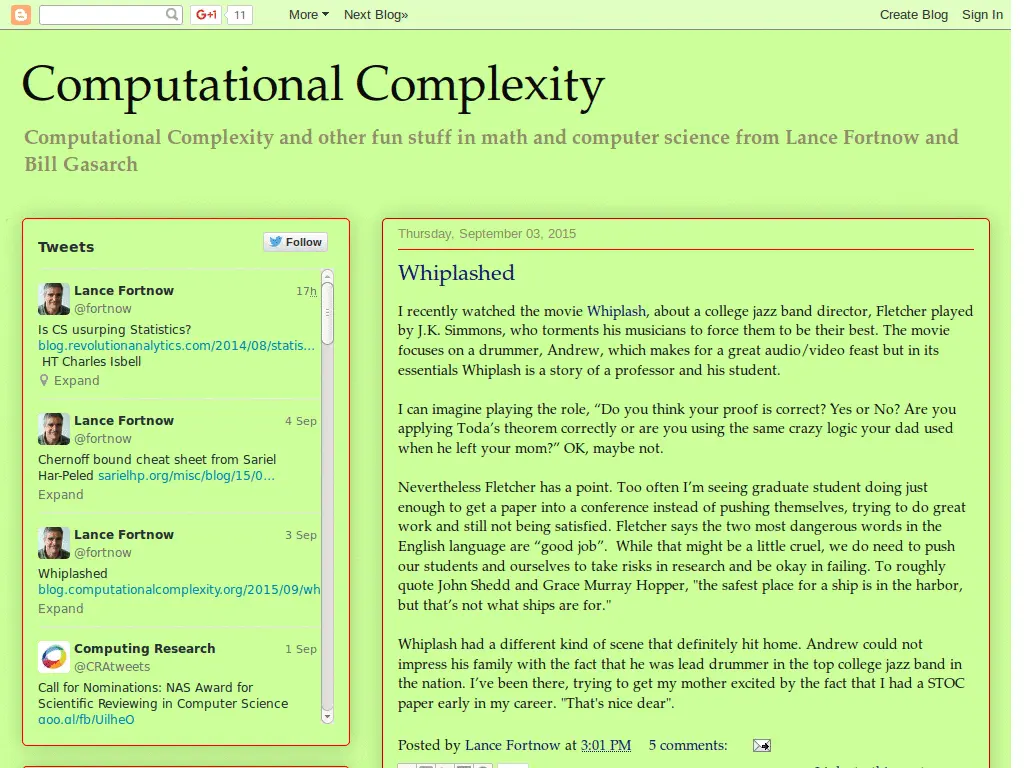 11
More
Next Blog»
Create Blog
Sign In
Computational Complexity
Computational Complexity and other fun stuff in math and computer science from Lance Fortnow and
Bill Gasarch
Tweets
Follow
Lance Fortnow
17h
@fortnow
Is CS usurping Statistics?
blog.revolutionanalytics.com/2014/08/statis…
HT Charles Isbell
Expand
Lance Fortnow
4 Sep
@fortnow
Chernoff bound cheat sheet from Sariel
Har-Peled sarielhp.org/misc/blog/15/0…
Expand
Lance Fortnow
3 Sep
@fortnow
Whiplashed
blog.computationalcomplexity.org/2015/09/wh
Expand
Computing Research
1 Sep
@CRAtweets
Call for Nominations: NAS Award for
Scientific Reviewing in Computer Science
goo.gl/fb/UilheO
Thursday, September 03, 2015
Whiplashed
I recently watched the movie Whiplash, about a college jazz band director, Fletcher played
by J.K. Simmons, who torments his musicians to force them to be their best. The movie
focuses on a drummer, Andrew, which makes for a great audio/video feast but in its
essentials Whiplash is a story of a professor and his student.
I can imagine playing the role, “Do you think your proof is correct? Yes or No? Are you
applying Toda’s theorem correctly or are you using the same crazy logic your dad used
when he left your mom?” OK, maybe not.
Nevertheless Fletcher has a point. Too often I’m seeing graduate student doing just
enough to get a paper into a conference instead of pushing themselves, trying to do great
work and still not being satisfied. Fletcher says the two most dangerous words in the
English language are “good job”.  While that might be a little cruel, we do need to push
our students and ourselves to take risks in research and be okay in failing. To roughly
quote John Shedd and Grace Murray Hopper, "the safest place for a ship is in the harbor,
but that’s not what ships are for."
Whiplash had a different kind of scene that definitely hit home. Andrew could not
impress his family with the fact that he was lead drummer in the top college jazz band in
the nation. I’ve been there, trying to get my mother excited by the fact that I had a STOC
paper early in my career. "That's nice dear".
Posted by Lance Fortnow at 3:01 PM
5 comments: